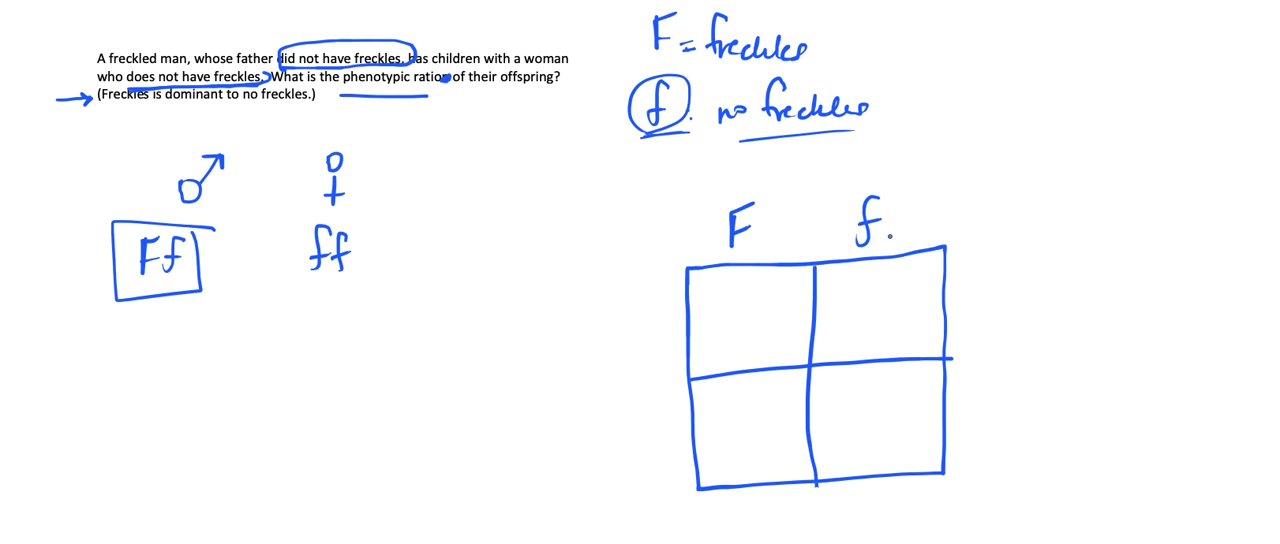 A freckled man, whose father did not have freckles, has children with a woman
who does not have freckles. What is the phenotypic ratio of their offspring?
(Freckles is dominant to no freckles.)
F = freckles
f. no freckles
♂ ♀
Ff ff
F f.